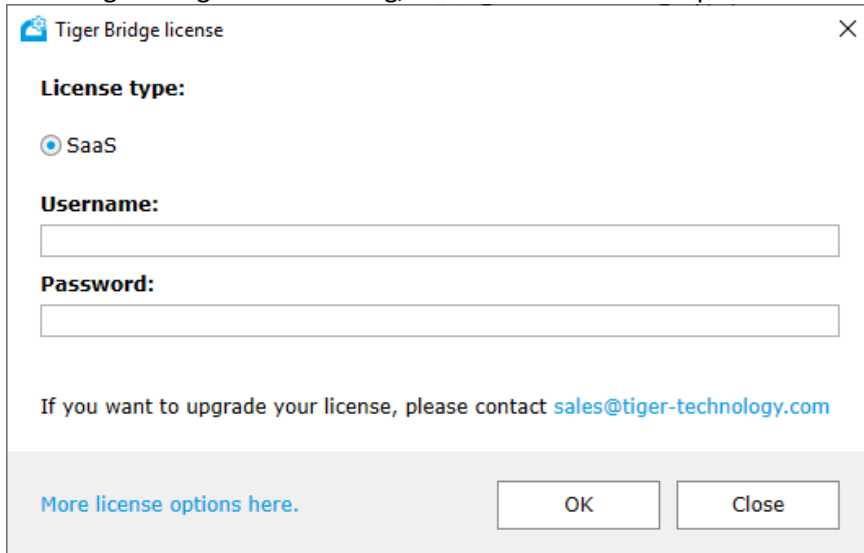 Tiger Bridge license
License type:
SaaS
Username:
Password:
If you want to upgrade your license, please contact sales@tiger-technology.com
More license options here.
OK
Close